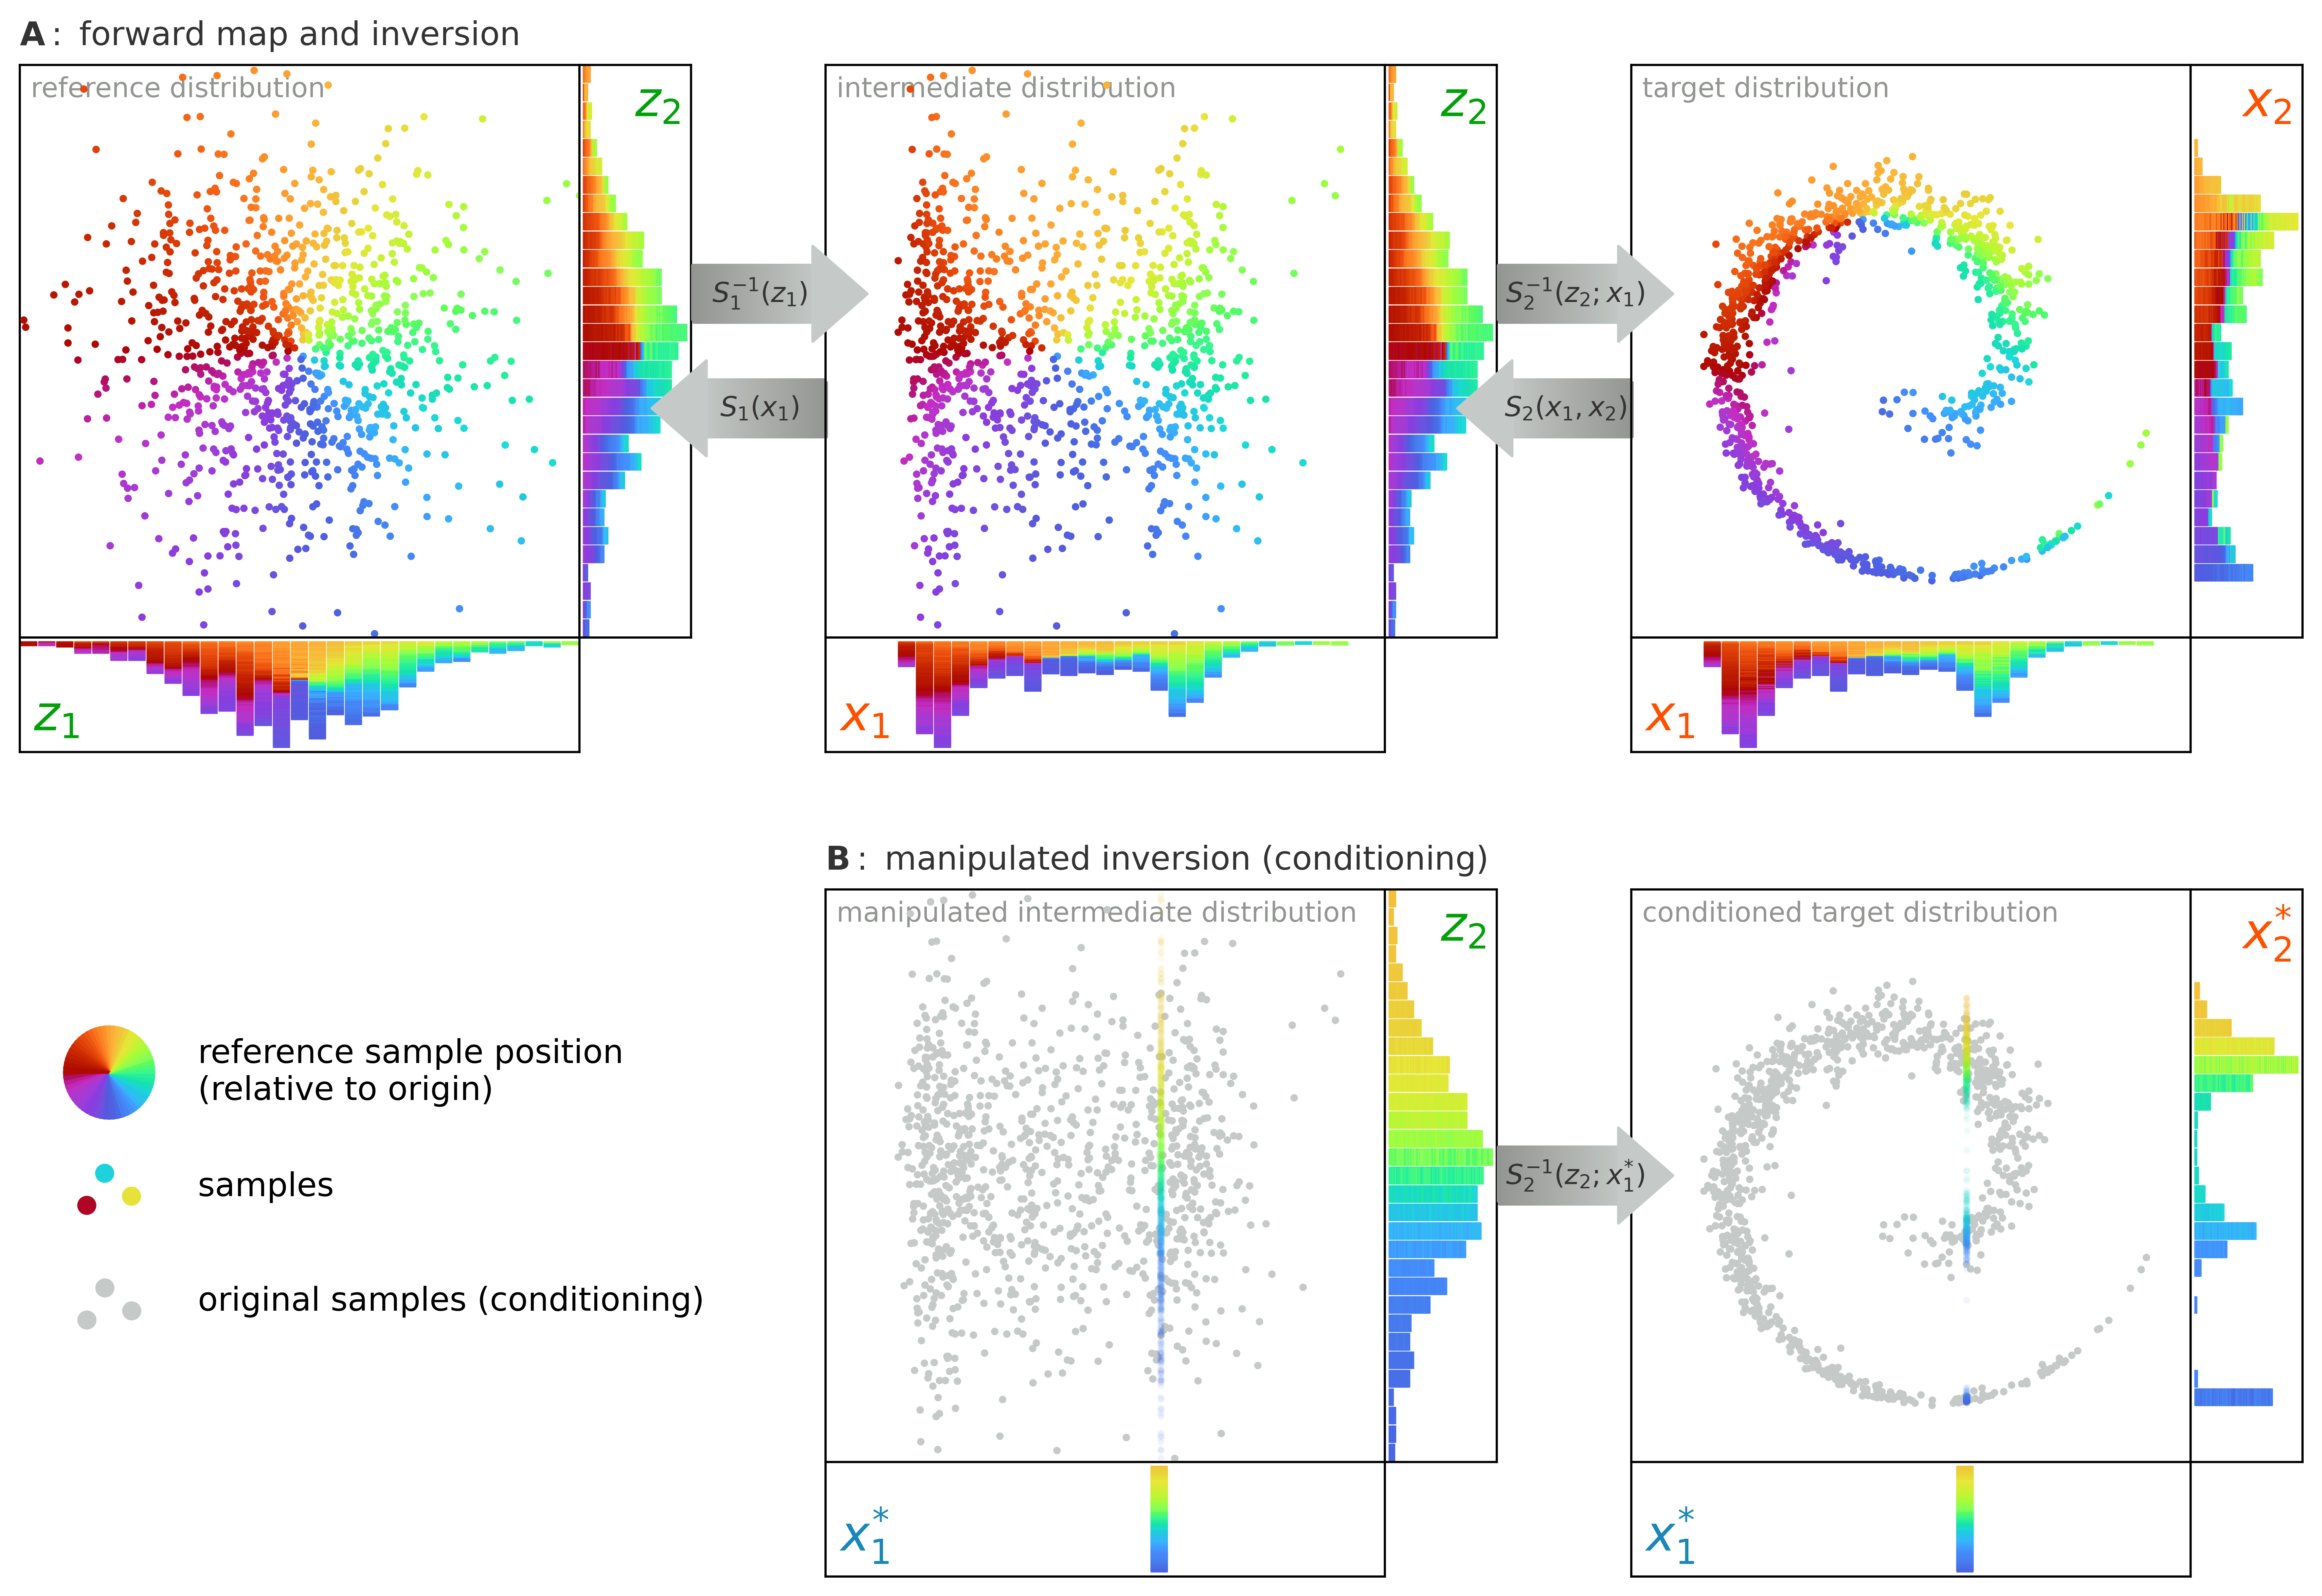 A: forward map and inversion
reference distribution
z₂
z₁
S₁⁻¹(z₁)
S₁(x₁)
intermediate distribution
z₂
x₁
S₂⁻¹(z₂; x₁)
S₂(x₁, x₂)
target distribution
x₂
x₁
B: manipulated inversion (conditioning)
manipulated intermediate distribution
z₂
x₁*
S₂⁻¹(z₂; x₁*)
conditioned target distribution
x₂*
x₁*
reference sample position
(relative to origin)
samples
original samples (conditioning)